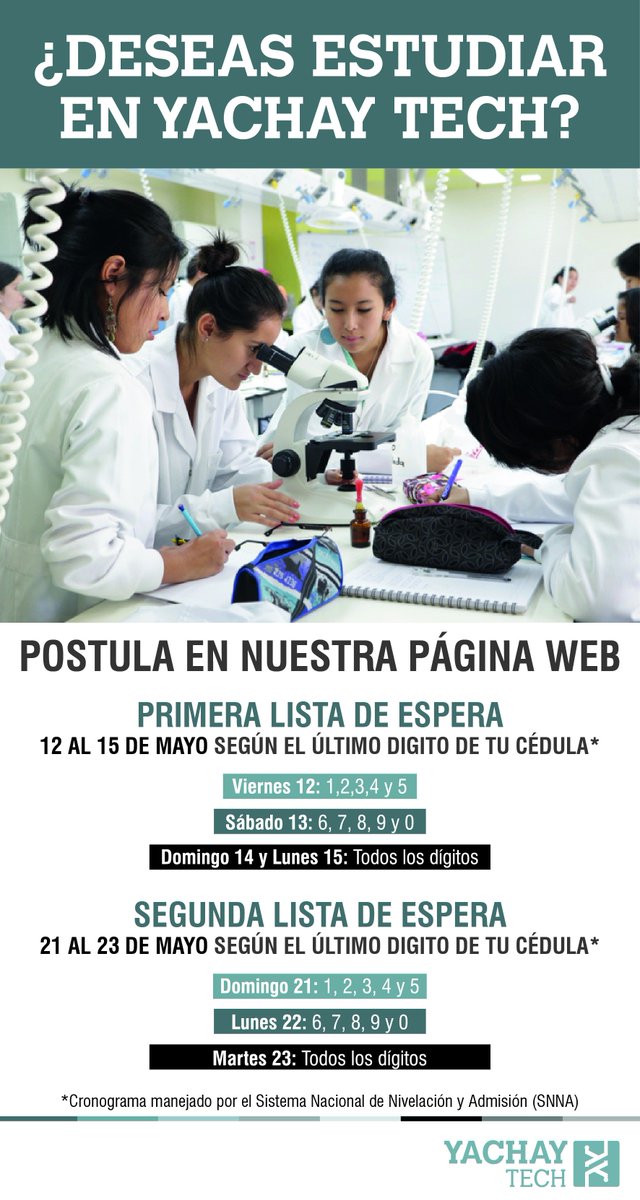 ¿DESEAS ESTUDIAR
EN YACHAY TECH?
POSTULA EN NUESTRA PÁGINA WEB
PRIMERA LISTA DE ESPERA
12 AL 15 DE MAYO SEGÚN EL ÚLTIMO DIGITO DE TU CÉDULA*
Viernes 12: 1,2,3,4 y 5
Sábado 13: 6, 7, 8, 9 y 0
Domingo 14 y Lunes 15: Todos los dígitos
SEGUNDA LISTA DE ESPERA
21 AL 23 DE MAYO SEGÚN EL ÚLTIMO DIGITO DE TU CÉDULA*
Domingo 21: 1, 2, 3, 4 y 5
Lunes 22: 6, 7, 8, 9 y 0
Martes 23: Todos los dígitos
*Cronograma manejado por el Sistema Nacional de Nivelación y Admisión (SNNA)
YACHAY
TECH